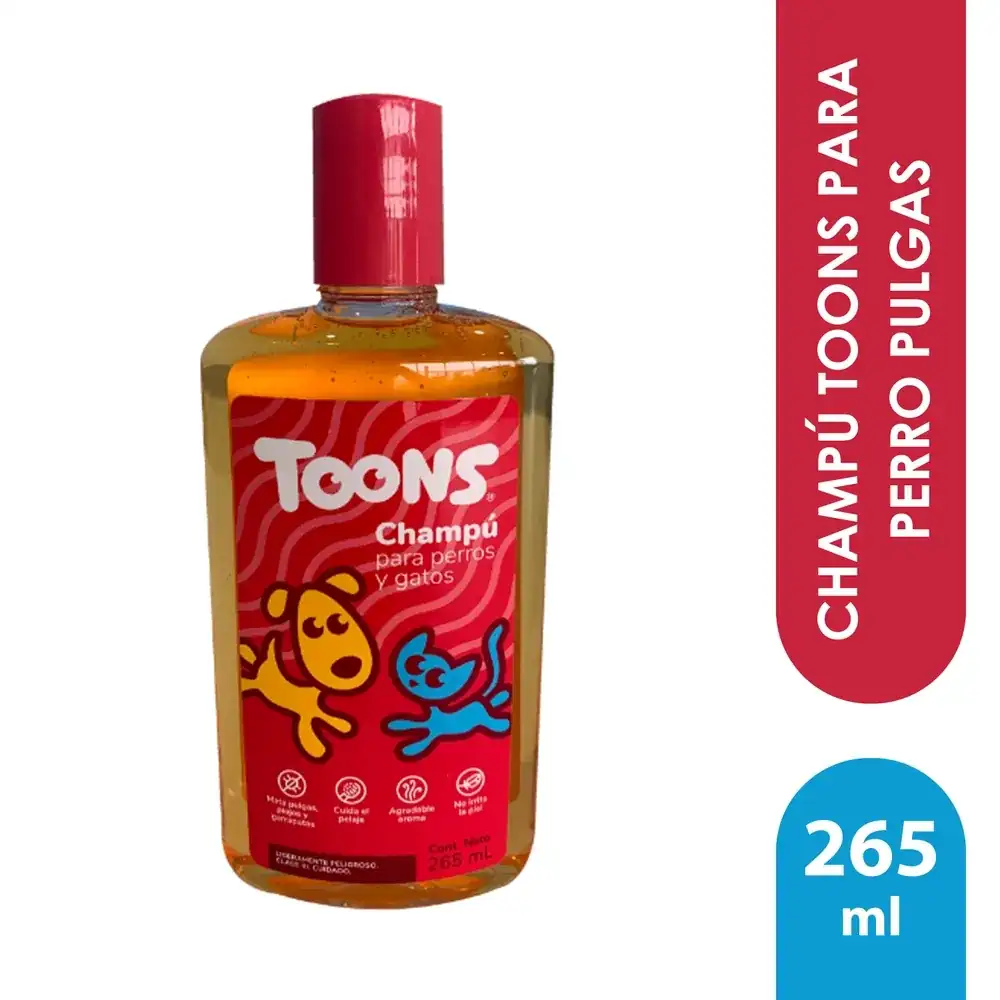 TOONS®
Champú
para perros
y gatos
Mata pulgas,
piojos y
garrapatas
Cuida el
pelaje
Agradable
aroma
No irrita
la piel
LIGERAMENTE PELIGROSO.
CLASE III, CUIDADO.
Cont. Neto
265 mL
CHAMPÚ TOONS PARA
PERRO PULGAS
265
ml